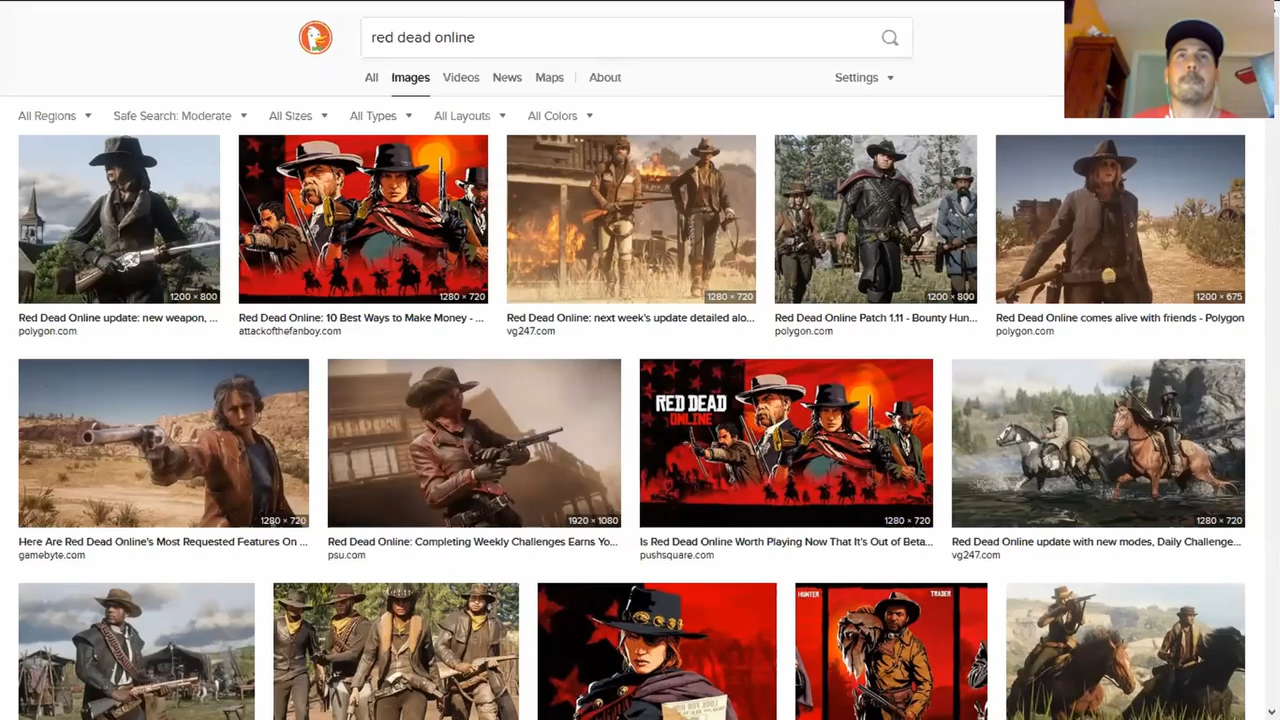 red dead online
All Images Videos News Maps About Settings
All Regions Safe Search: Moderate All Sizes All Types All Layouts All Colors
1200 × 800 1280 × 720 1280 × 720 1200 × 800 1200 × 675
Red Dead Online update: new weapon, ... Red Dead Online: 10 Best Ways to Make Money - ... Red Dead Online: next week's update detailed alo... Red Dead Online Patch 1.11 - Bounty Hun... Red Dead Online comes alive with friends - Polygon
polygon.com attackofthefanboy.com vg247.com polygon.com polygon.com
RED DEAD
ONLINE
1280 × 720 1920 × 1080 1280 × 720 1280 × 720
Here Are Red Dead Online's Most Requested Features On ... Red Dead Online: Completing Weekly Challenges Earns Yo... Is Red Dead Online Worth Playing Now That It's Out of Beta... Red Dead Online update with new modes, Daily Challenge...
gamebyte.com psu.com pushsquare.com vg247.com
HUNTER TRADER